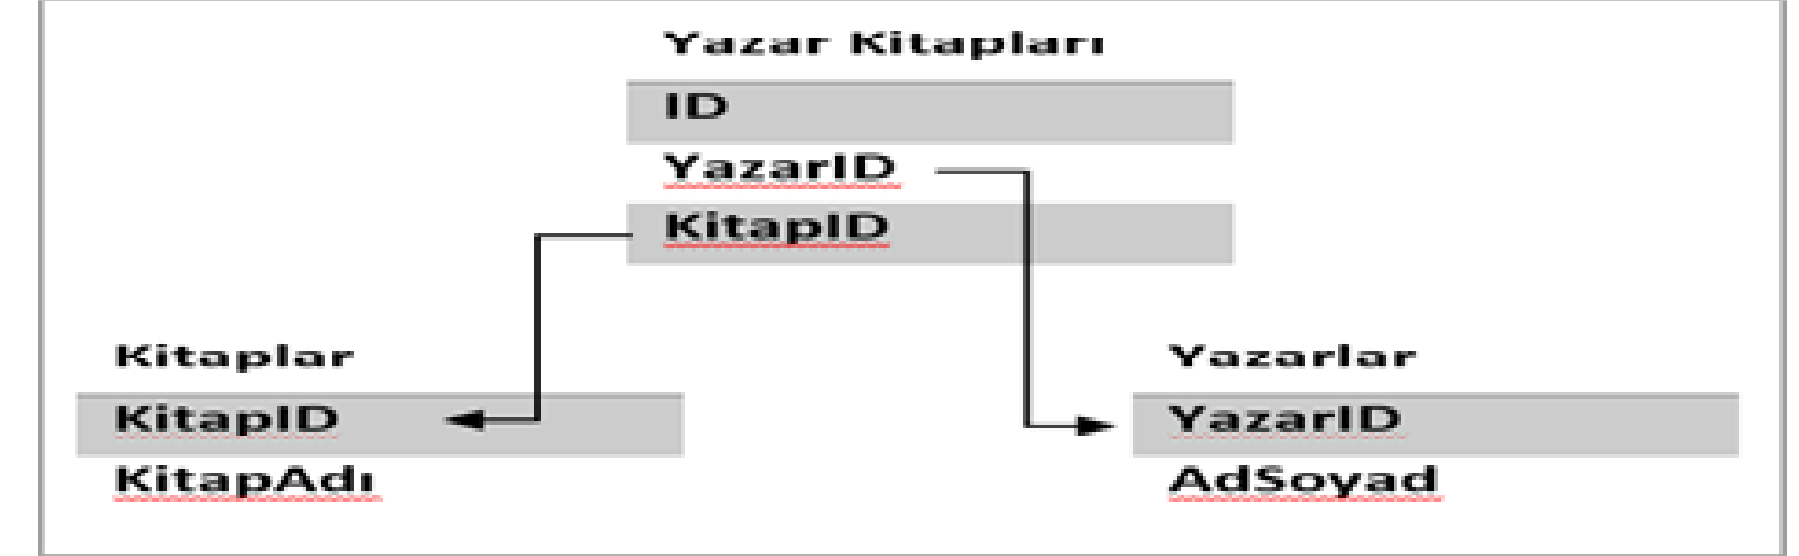 Yazar Kitapları
ID
YazarID
KitapID
Kitaplar
KitapID
KitapAdı
Yazarlar
YazarID
AdSoyad